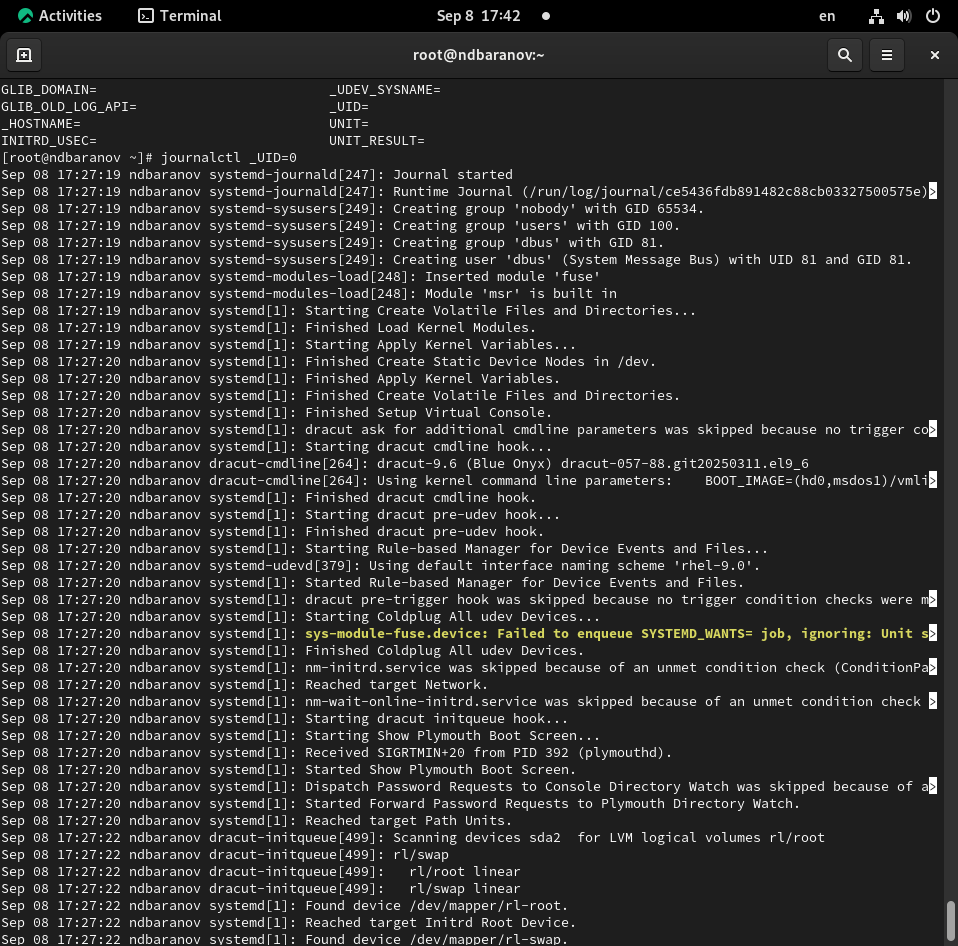 Activities Terminal Sep 8 17:42 en
root@ndbaranov:~
GLIB_DOMAIN= _UDEV_SYSNAME=
GLIB_OLD_LOG_API= _UID=
_HOSTNAME= UNIT=
INITRD_USEC= UNIT_RESULT=
[root@ndbaranov ~]# journalctl _UID=0
Sep 08 17:27:19 ndbaranov systemd-journald[247]: Journal started
Sep 08 17:27:19 ndbaranov systemd-journald[247]: Runtime Journal (/run/log/journal/ce5436fdb891482c88cb03327500575e)>
Sep 08 17:27:19 ndbaranov systemd-sysusers[249]: Creating group 'nobody' with GID 65534.
Sep 08 17:27:19 ndbaranov systemd-sysusers[249]: Creating group 'users' with GID 100.
Sep 08 17:27:19 ndbaranov systemd-sysusers[249]: Creating group 'dbus' with GID 81.
Sep 08 17:27:19 ndbaranov systemd-sysusers[249]: Creating user 'dbus' (System Message Bus) with UID 81 and GID 81.
Sep 08 17:27:19 ndbaranov systemd-modules-load[248]: Inserted module 'fuse'
Sep 08 17:27:19 ndbaranov systemd-modules-load[248]: Module 'msr' is built in
Sep 08 17:27:19 ndbaranov systemd[1]: Starting Create Volatile Files and Directories...
Sep 08 17:27:19 ndbaranov systemd[1]: Finished Load Kernel Modules.
Sep 08 17:27:19 ndbaranov systemd[1]: Starting Apply Kernel Variables...
Sep 08 17:27:20 ndbaranov systemd[1]: Finished Create Static Device Nodes in /dev.
Sep 08 17:27:20 ndbaranov systemd[1]: Finished Apply Kernel Variables.
Sep 08 17:27:20 ndbaranov systemd[1]: Finished Create Volatile Files and Directories.
Sep 08 17:27:20 ndbaranov systemd[1]: Finished Setup Virtual Console.
Sep 08 17:27:20 ndbaranov systemd[1]: dracut ask for additional cmdline parameters was skipped because no trigger co>
Sep 08 17:27:20 ndbaranov systemd[1]: Starting dracut cmdline hook...
Sep 08 17:27:20 ndbaranov dracut-cmdline[264]: dracut-9.6 (Blue Onyx) dracut-057-88.git20250311.el9_6
Sep 08 17:27:20 ndbaranov dracut-cmdline[264]: Using kernel command line parameters:    BOOT_IMAGE=(hd0,msdos1)/vmli>
Sep 08 17:27:20 ndbaranov systemd[1]: Finished dracut cmdline hook.
Sep 08 17:27:20 ndbaranov systemd[1]: Starting dracut pre-udev hook...
Sep 08 17:27:20 ndbaranov systemd[1]: Finished dracut pre-udev hook.
Sep 08 17:27:20 ndbaranov systemd[1]: Starting Rule-based Manager for Device Events and Files...
Sep 08 17:27:20 ndbaranov systemd-udevd[379]: Using default interface naming scheme 'rhel-9.0'.
Sep 08 17:27:20 ndbaranov systemd[1]: Started Rule-based Manager for Device Events and Files.
Sep 08 17:27:20 ndbaranov systemd[1]: dracut pre-trigger hook was skipped because no trigger condition checks were m>
Sep 08 17:27:20 ndbaranov systemd[1]: Starting Coldplug All udev Devices...
Sep 08 17:27:20 ndbaranov systemd[1]: sys-module-fuse.device: Failed to enqueue SYSTEMD_WANTS= job, ignoring: Unit s>
Sep 08 17:27:20 ndbaranov systemd[1]: Finished Coldplug All udev Devices.
Sep 08 17:27:20 ndbaranov systemd[1]: nm-initrd.service was skipped because of an unmet condition check (ConditionPa>
Sep 08 17:27:20 ndbaranov systemd[1]: Reached target Network.
Sep 08 17:27:20 ndbaranov systemd[1]: nm-wait-online-initrd.service was skipped because of an unmet condition check >
Sep 08 17:27:20 ndbaranov systemd[1]: Starting dracut initqueue hook...
Sep 08 17:27:20 ndbaranov systemd[1]: Starting Show Plymouth Boot Screen...
Sep 08 17:27:20 ndbaranov systemd[1]: Received SIGRTMIN+20 from PID 392 (plymouthd).
Sep 08 17:27:20 ndbaranov systemd[1]: Started Show Plymouth Boot Screen.
Sep 08 17:27:20 ndbaranov systemd[1]: Dispatch Password Requests to Console Directory Watch was skipped because of a>
Sep 08 17:27:20 ndbaranov systemd[1]: Started Forward Password Requests to Plymouth Directory Watch.
Sep 08 17:27:20 ndbaranov systemd[1]: Reached target Path Units.
Sep 08 17:27:22 ndbaranov dracut-initqueue[499]: Scanning devices sda2  for LVM logical volumes rl/root
Sep 08 17:27:22 ndbaranov dracut-initqueue[499]: rl/swap
Sep 08 17:27:22 ndbaranov dracut-initqueue[499]:   rl/root linear
Sep 08 17:27:22 ndbaranov dracut-initqueue[499]:   rl/swap linear
Sep 08 17:27:22 ndbaranov systemd[1]: Found device /dev/mapper/rl-root.
Sep 08 17:27:22 ndbaranov systemd[1]: Reached target Initrd Root Device.
Sep 08 17:27:22 ndbaranov systemd[1]: Found device /dev/mapper/rl-swap.